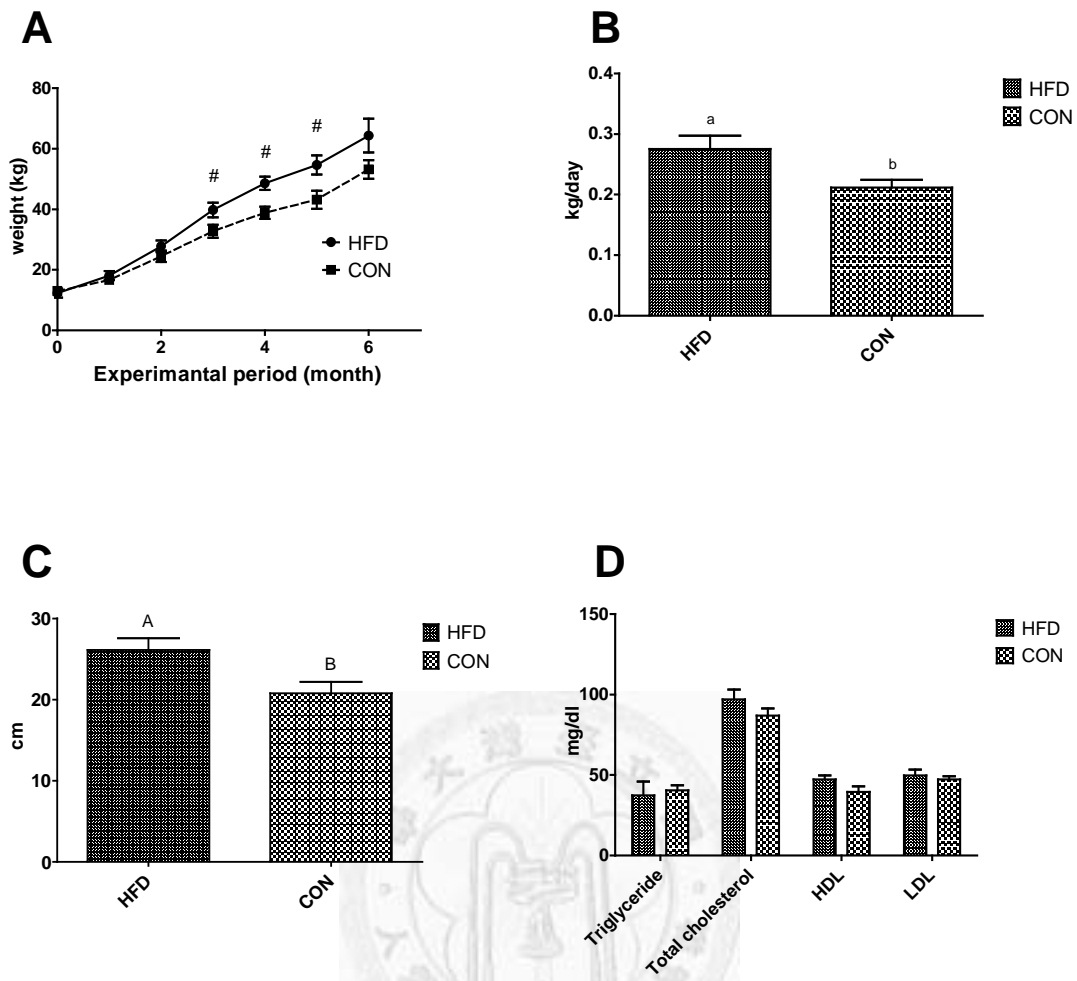 A
80
60
40
20
0
weight (kg)
#
#
#
HFD
CON
0
2
4
6
Experimantal period (month)
B
0.4
0.3
0.2
0.1
0.0
kg/day
a
b
HFD
CON
HFD
CON
C
30
20
10
0
cm
A
B
HFD
CON
HFD
CON
D
150
100
50
0
mg/dl
HFD
CON
Triglyceride
Total cholesterol
HDL
LDL